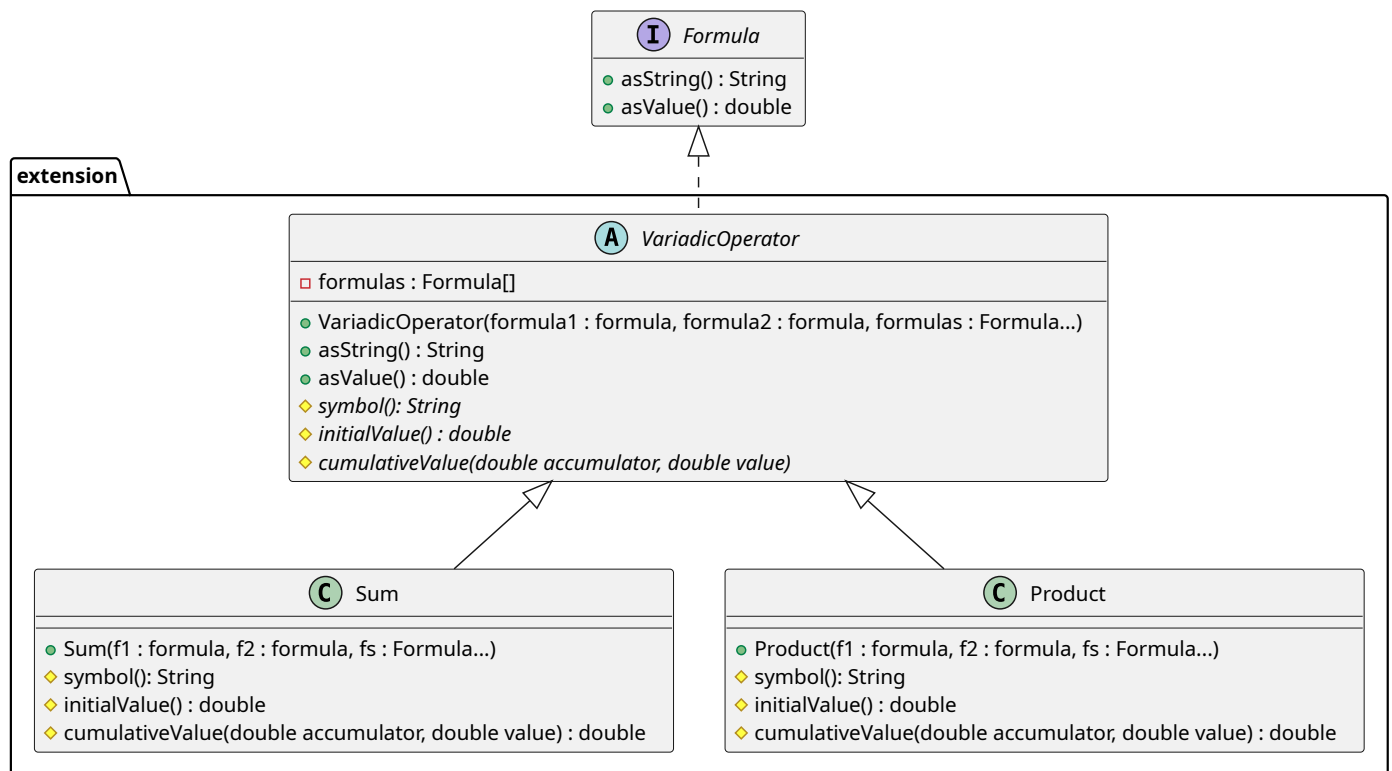 I Formula
asString() : String
asValue() : double
extension
A VariadicOperator
formulas : Formula[]
VariadicOperator(formula1 : formula, formula2 : formula, formulas : Formula...)
asString() : String
asValue() : double
symbol(): String
initialValue() : double
cumulativeValue(double accumulator, double value)
C Sum
Sum(f1 : formula, f2 : formula, fs : Formula...)
symbol(): String
initialValue() : double
cumulativeValue(double accumulator, double value) : double
C Product
Product(f1 : formula, f2 : formula, fs : Formula...)
symbol(): String
initialValue() : double
cumulativeValue(double accumulator, double value) : double